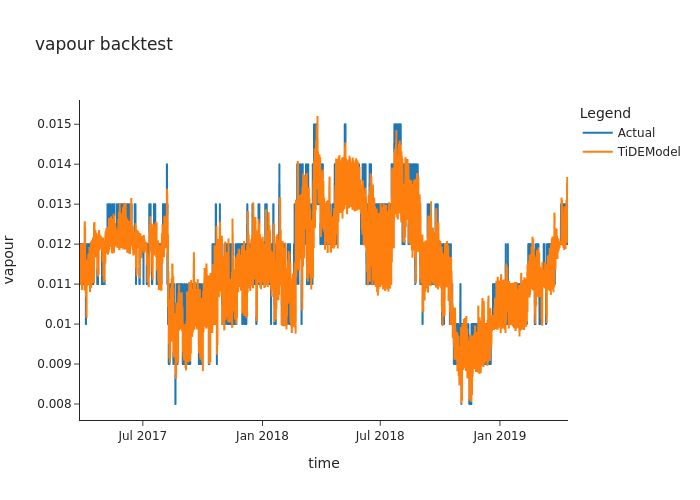 vapour backtest
Legend
Actual
TiDEModel
vapour
0.015
0.014
0.013
0.012
0.011
0.01
0.009
0.008
Jul 2017
Jan 2018
Jul 2018
Jan 2019
time